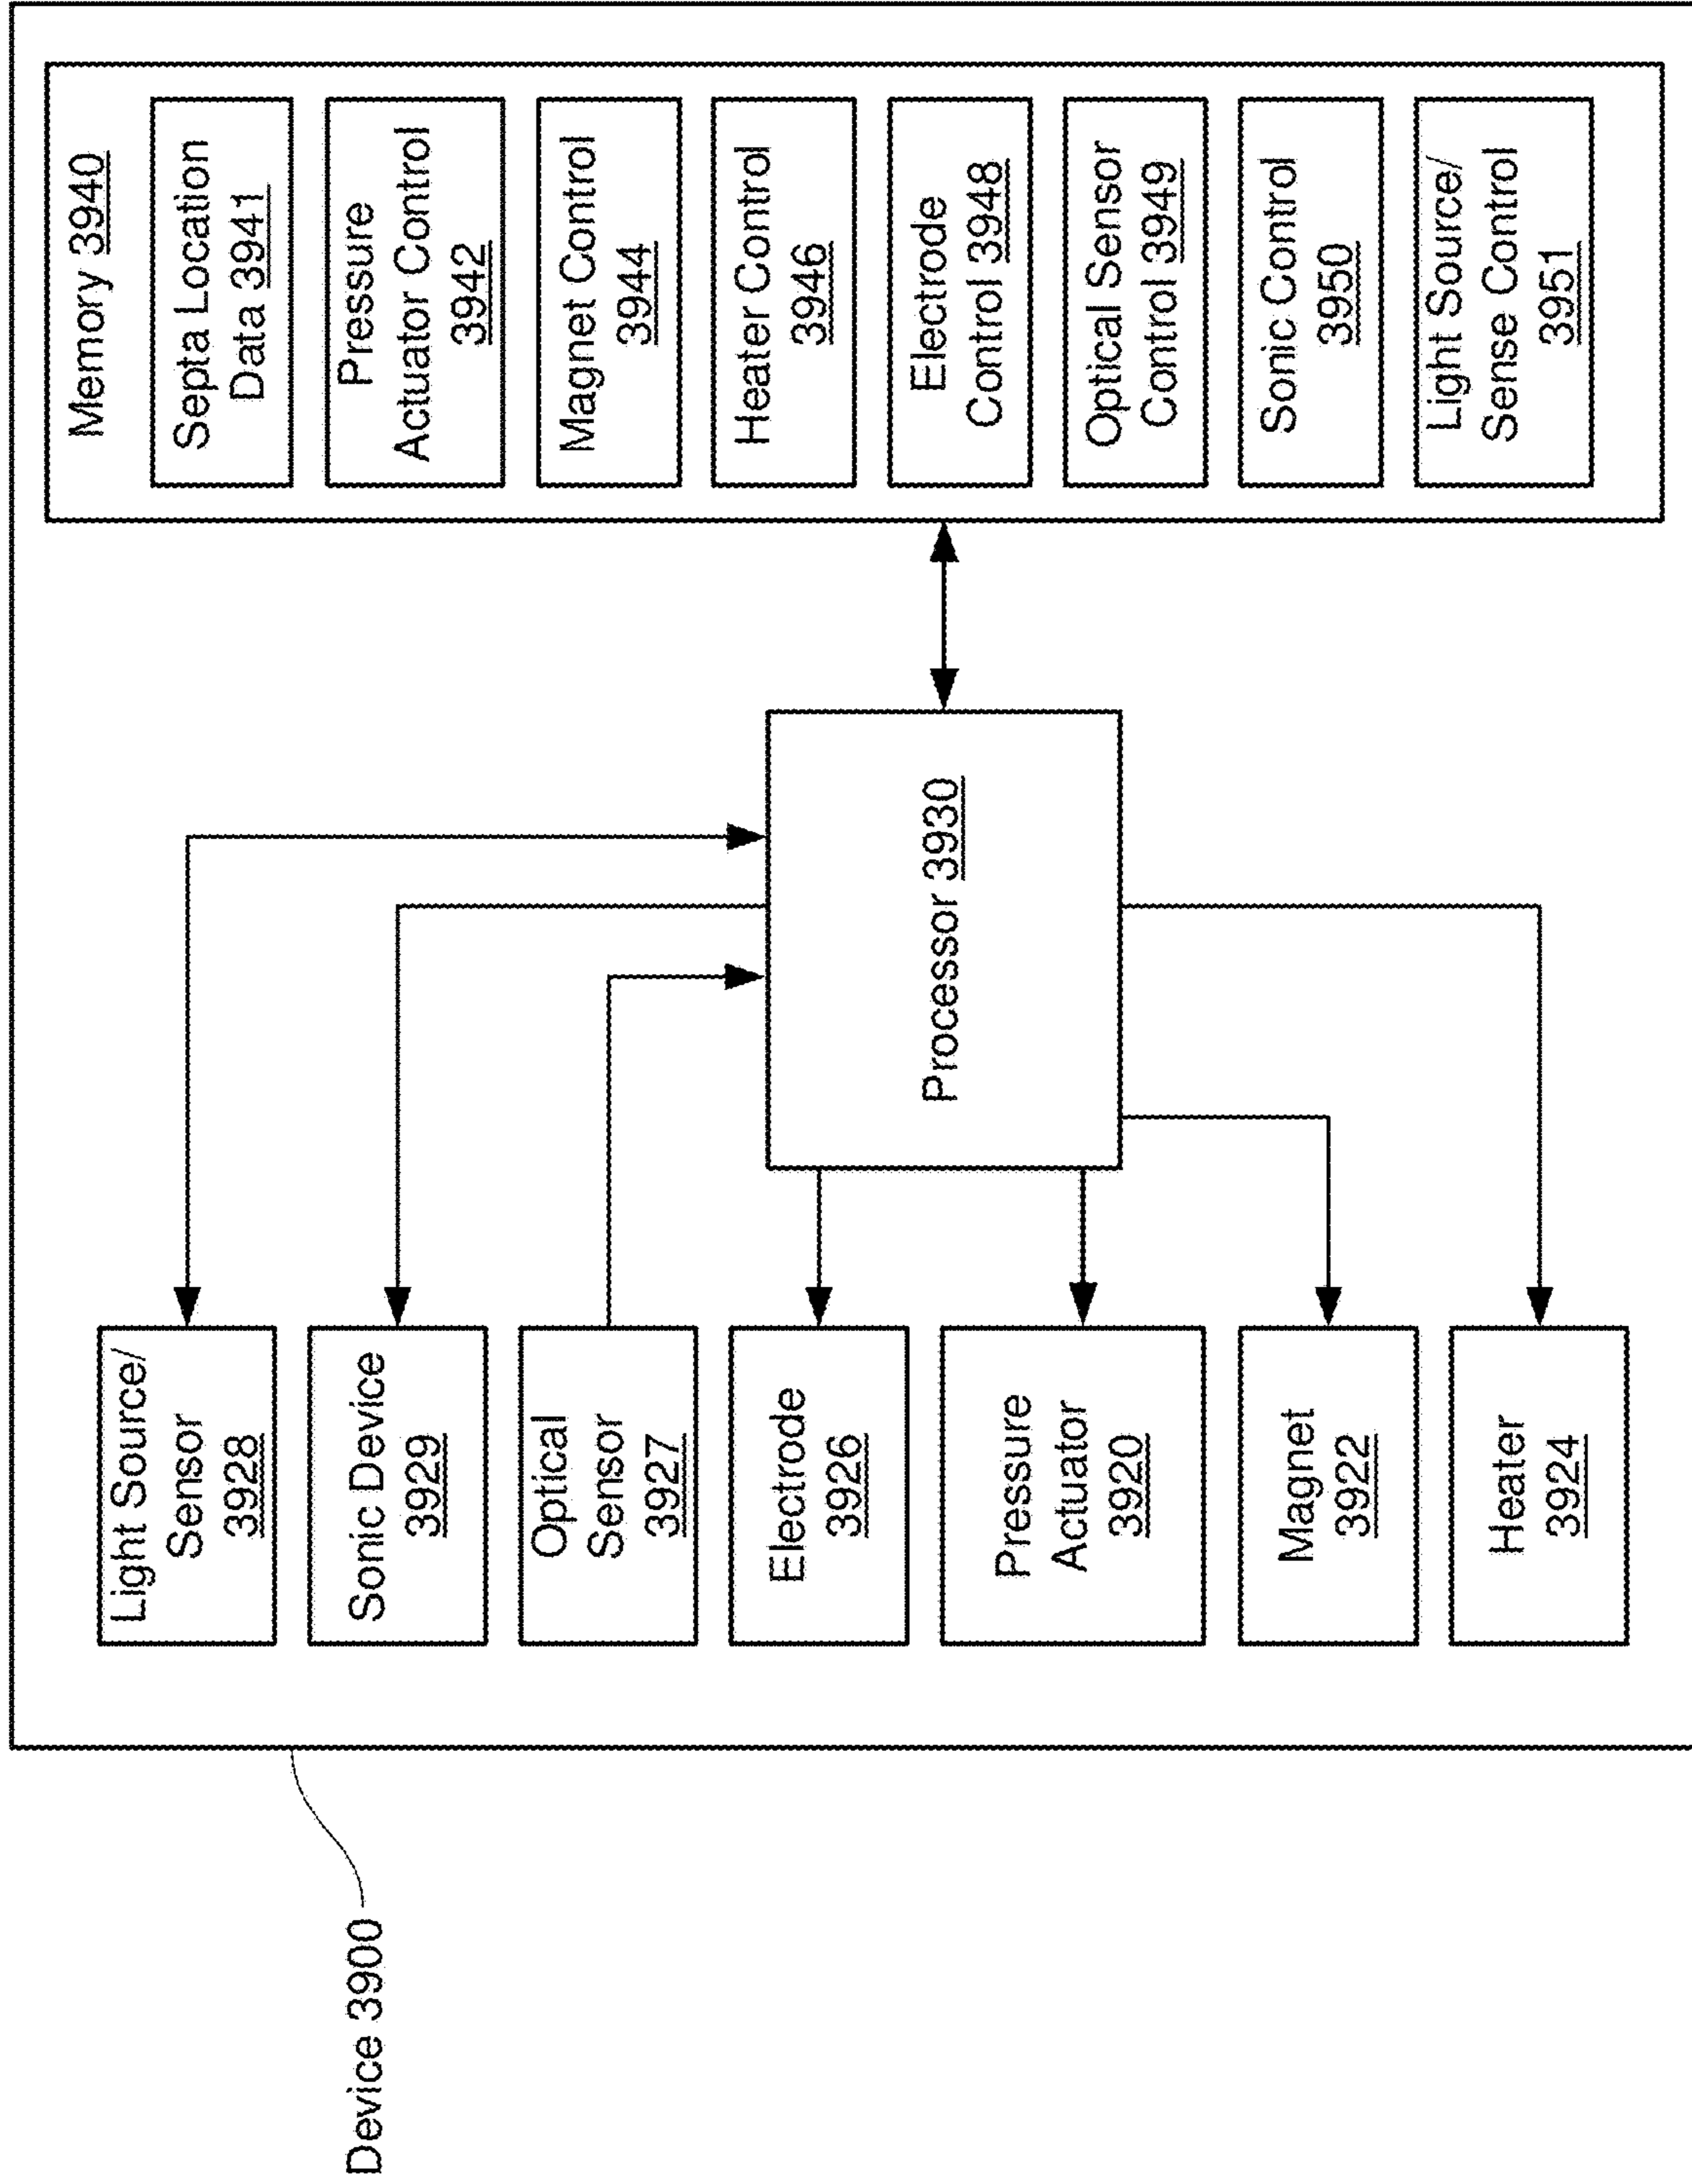 Device 3900
Light Source/
Sensor
3928
Sonic Device
3929
Optical
Sensor
3927
Electrode
3926
Pressure
Actuator
3920
Magnet
3922
Heater
3924
Processor 3930
Memory 3940
Septa Location
Data 3941
Pressure
Actuator Control
3942
Magnet Control
3944
Heater Control
3946
Electrode
Control 3948
Optical Sensor
Control 3949
Sonic Control
3950
Light Source/
Sense Control
3951